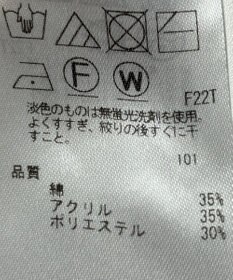 F
W
F22T
淡色のものは無蛍光洗剤を使用。
よくすすぎ、絞りの後すぐに干
すこと。
101
品質
綿 35%
アクリル 35%
ポリエステル 30%